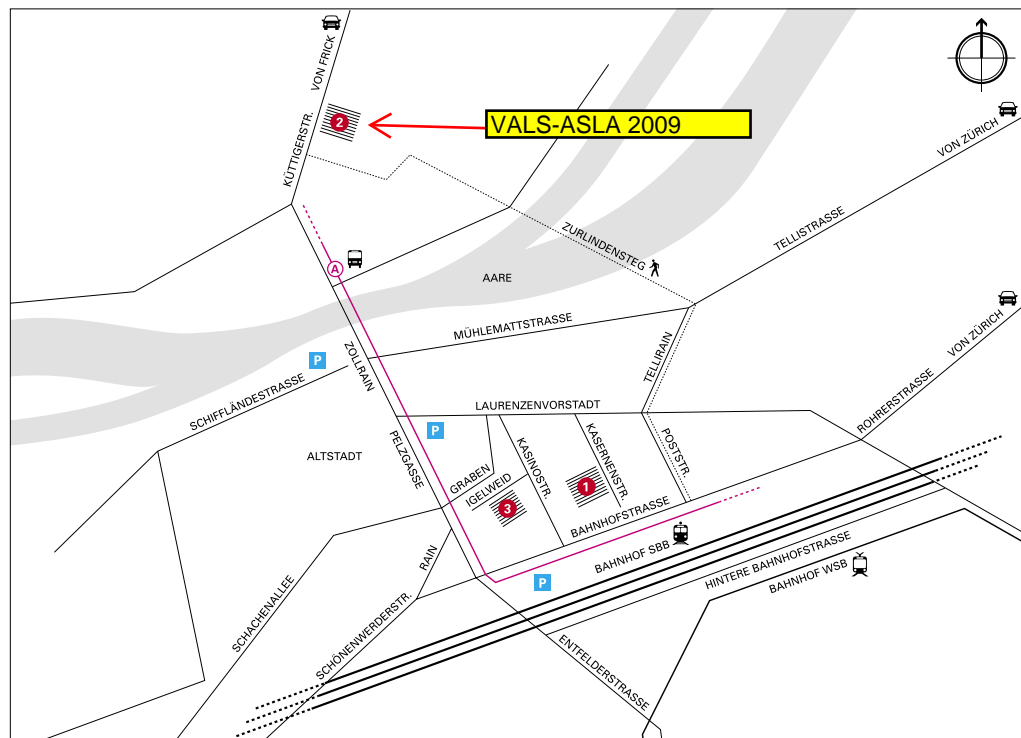 VON FRICK
KÜTTIGERSTR.
2
VALS-ASLA 2009
VON ZÜRICH
TELLISTRASSE
ZURLINDENSTEG
A
AARE
VON ZÜRICH
MÜHLEMATTSTRASSE
ZOLLRAIN
P
TELLIRAIN
SCHIFFLÄNDESTRASSE
ROHRERSTRASSE
LAURENZENVORSTADT
P
PELZGASSE
ALTSTADT
KASINOSTR.
KASERNENSTR.
POSTSTR.
GRABEN
IGELWEID
1
3
BAHNHOFSTRASSE
RAIN
BAHNHOF SBB
P
HINTERE BAHNHOFSTRASSE
BAHNHOF WSB
SCHACHENALLEE
SCHÖNENWERDERSTR.
ENTFELDERSTRASSE